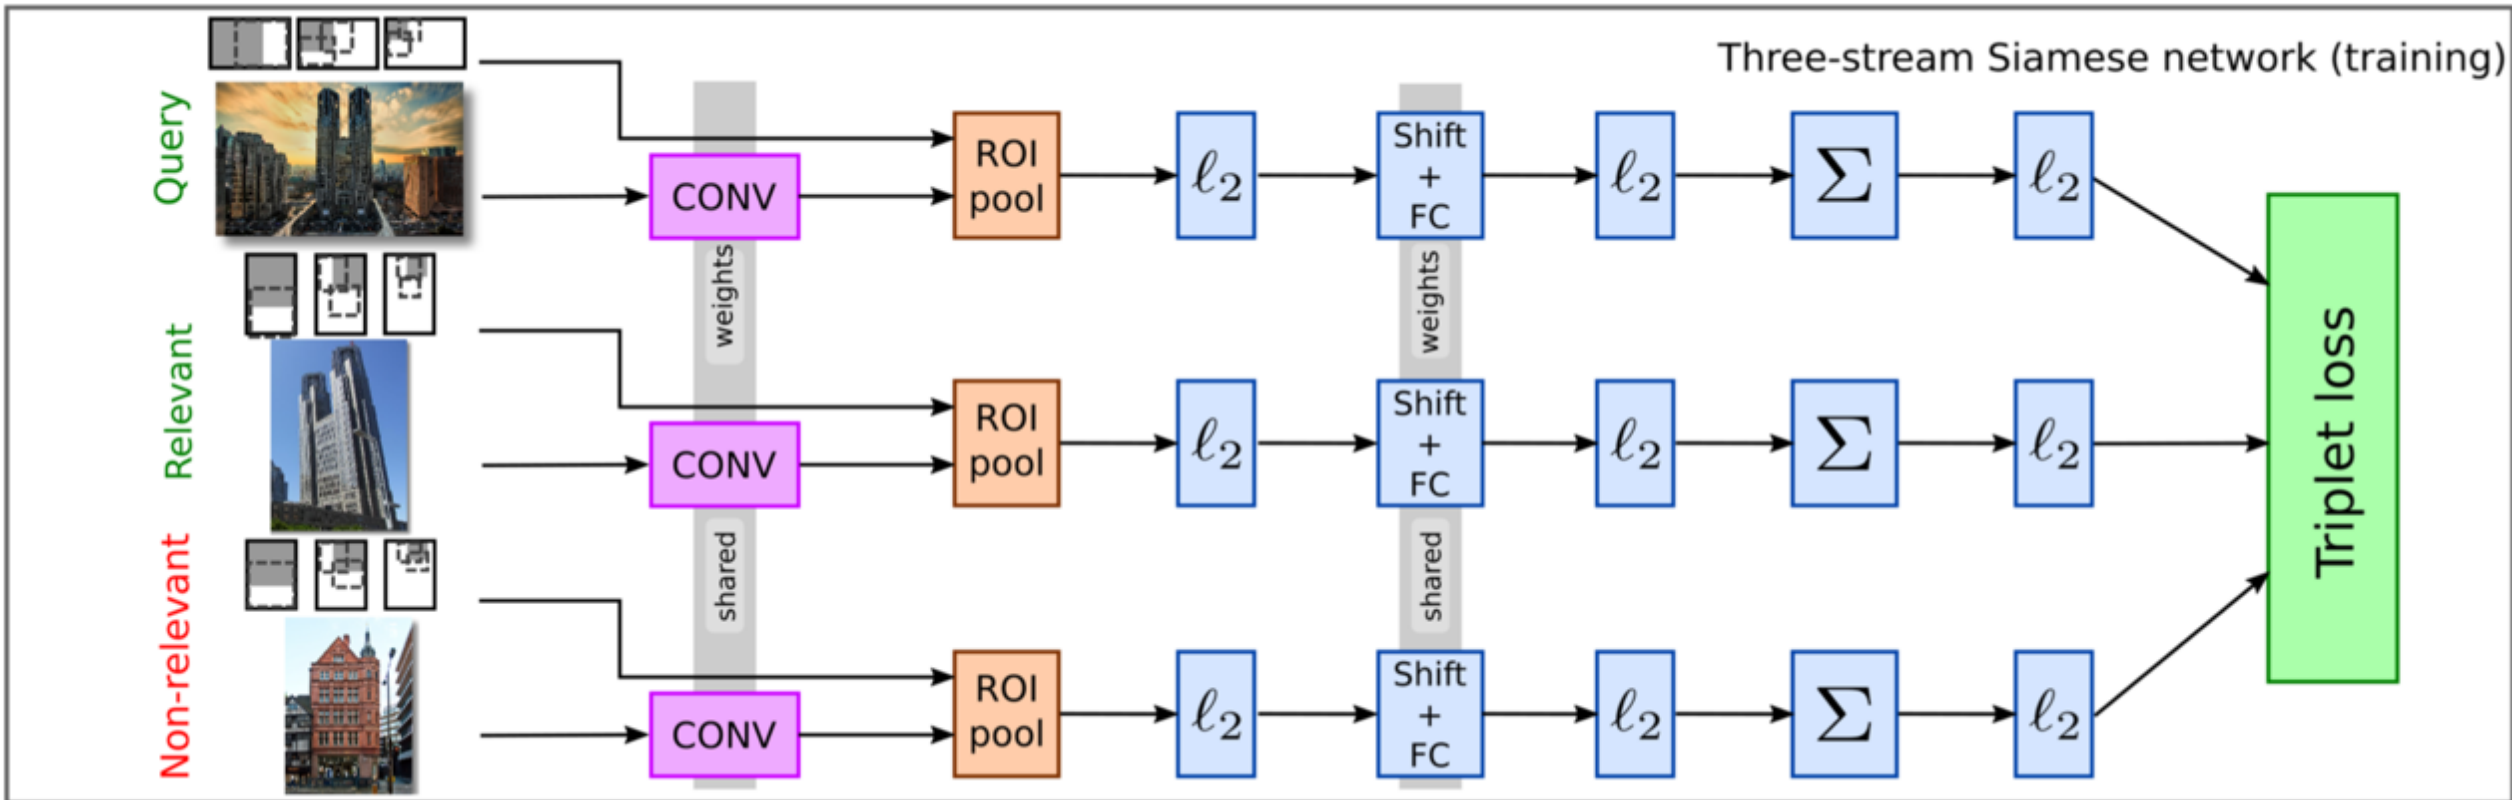 Three-stream Siamese network (training)
Query
CONV
ROI
pool
ℓ2
Shift
+
FC
ℓ2
Σ
ℓ2
weights
weights
Relevant
CONV
ROI
pool
ℓ2
Shift
+
FC
ℓ2
Σ
ℓ2
Triplet loss
shared
shared
Non-relevant
CONV
ROI
pool
ℓ2
Shift
+
FC
ℓ2
Σ
ℓ2